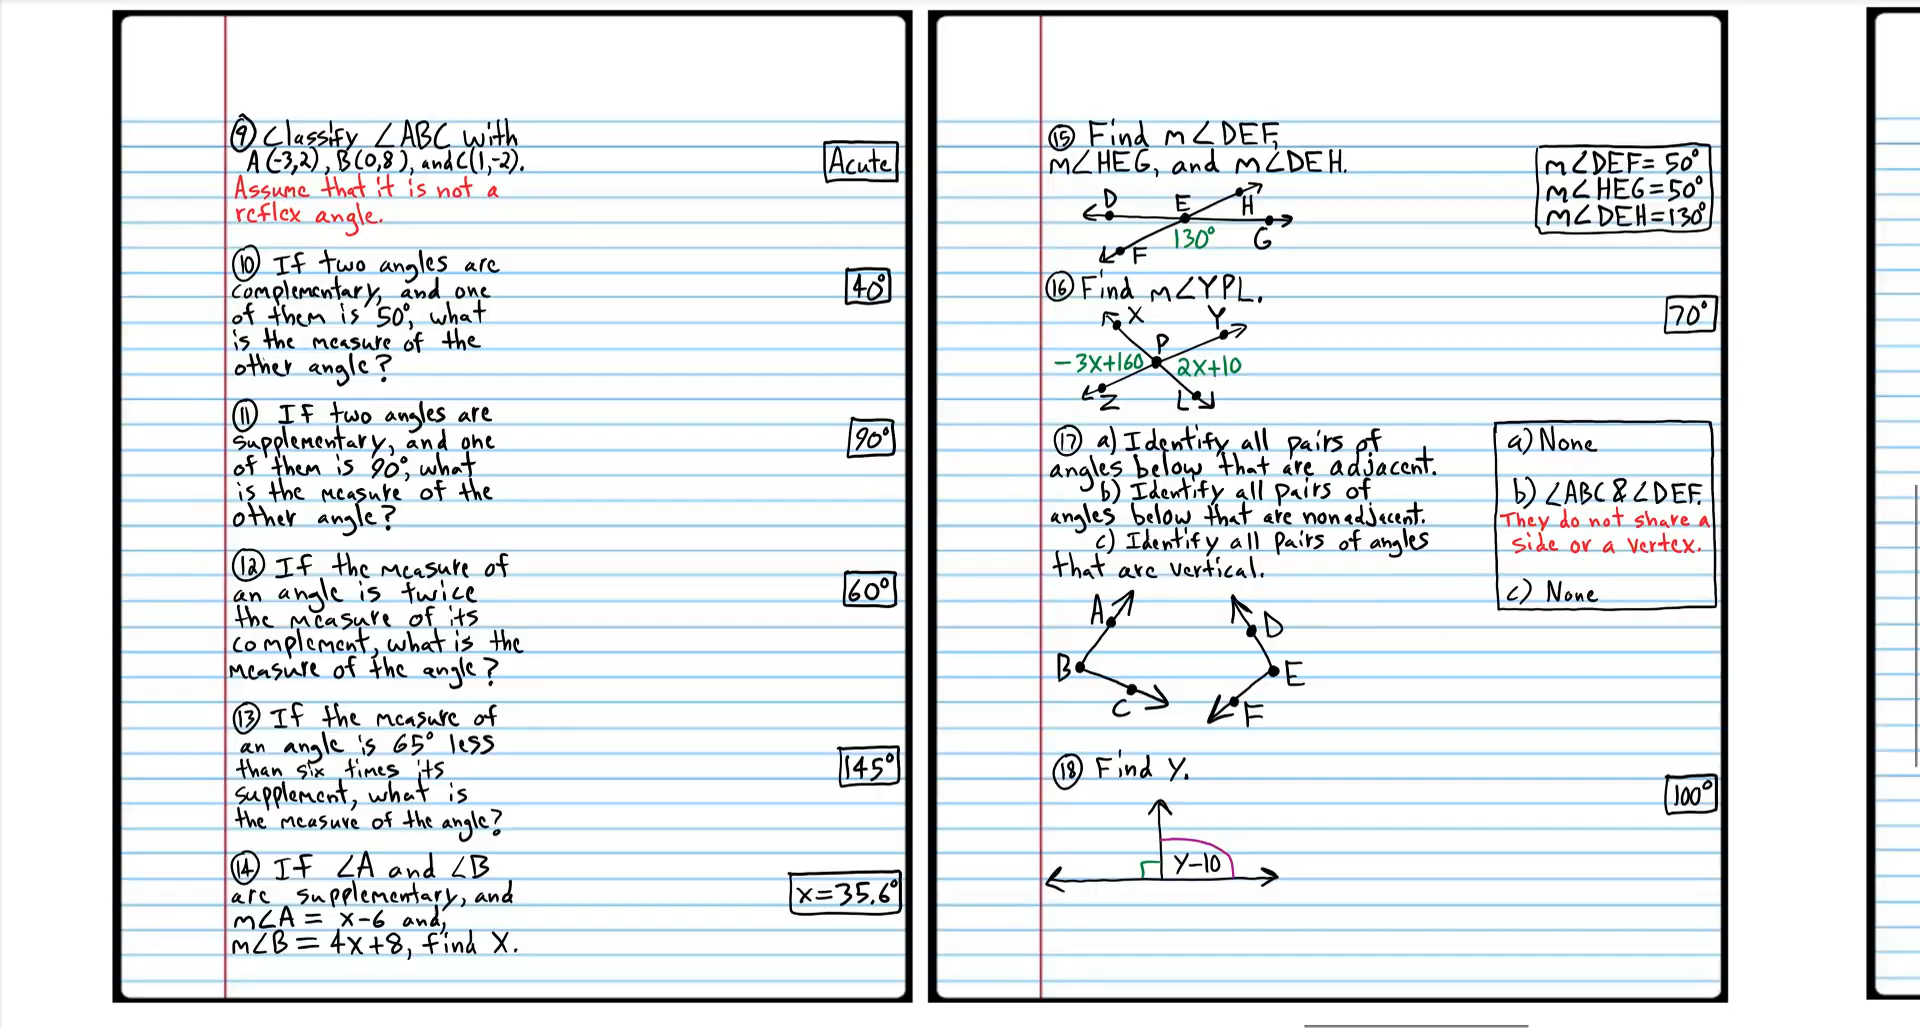 ⑨ Classify ∠ABC with
A(-3,2), B(0,8), and C(1,-2).
Assume that it is not a
reflex angle.
Acute
⑩ If two angles are
complementary, and one
of them is 50°, what
is the measure of the
other angle?
40°
⑪ If two angles are
supplementary, and one
of them is 90°, what
is the measure of the
other angle?
90°
⑫ If the measure of
an angle is twice
the measure of its
complement, what is the
measure of the angle?
60°
⑬ If the measure of
an angle is 65° less
than six times its
supplement, what is
the measure of the angle?
145°
⑭ If ∠A and ∠B
are supplementary, and
m∠A = x-6 and,
m∠B = 4x+8, find X.
x=35.6°
⑮ Find m∠DEF,
m∠HEG, and m∠DEH.
m∠DEF= 50°
m∠HEG=50°
m∠DEH=130°
D E H
130° G
F
⑯ Find m∠YPL.
70°
X Y
P
-3x+160 2x+10
Z L
⑰ a) Identify all pairs of
angles below that are adjacent.
b) Identify all pairs of
angles below that are nonadjacent.
c) Identify all pairs of angles
that are vertical.
a) None
b) ∠ABC & ∠DEF.
They do not share a
side or a vertex.
c) None
A D
B E
C F
⑱ Find Y.
100°
Y-10